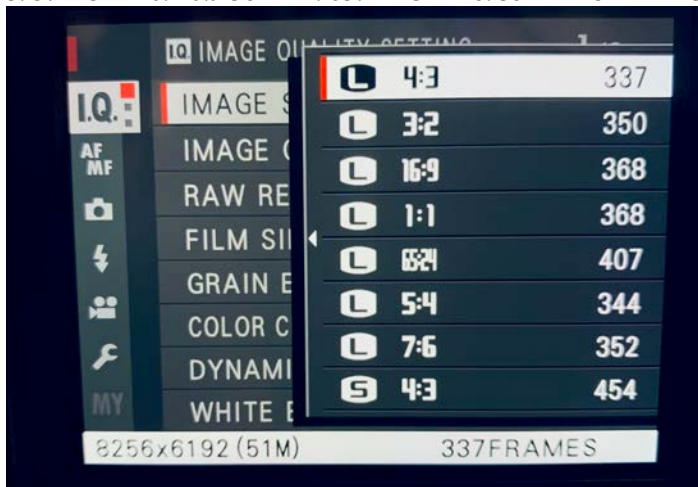 I.Q. IMAGE QUALITY SETTING
L 4:3 337
I.Q. IMAGE
L 3:2 350
AF
MF
IMAGE
L 16:9 368
RAW RE
L 1:1 368
FILM SI
L 65:24 407
GRAIN E
L 5:4 344
COLOR C
L 7:6 352
DYNAMI
S 4:3 454
MY WHITE
8256x6192 (51M) 337FRAMES